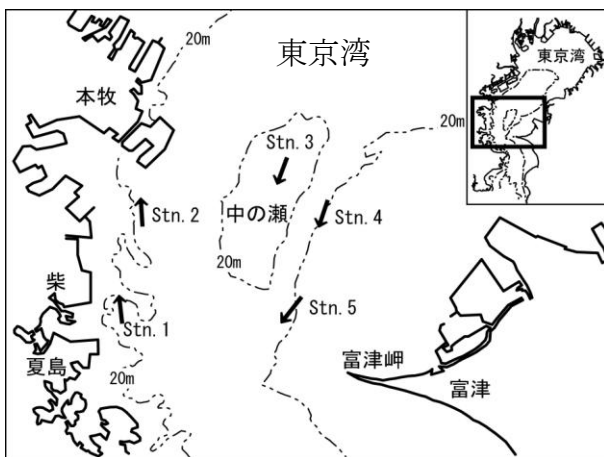 東京湾
20m
本牧
東京湾
20m
Stn.3
Stn.2
中の瀬
Stn.4
20m
柴
Stn.1
Stn.5
夏島
20m
富津岬
富津